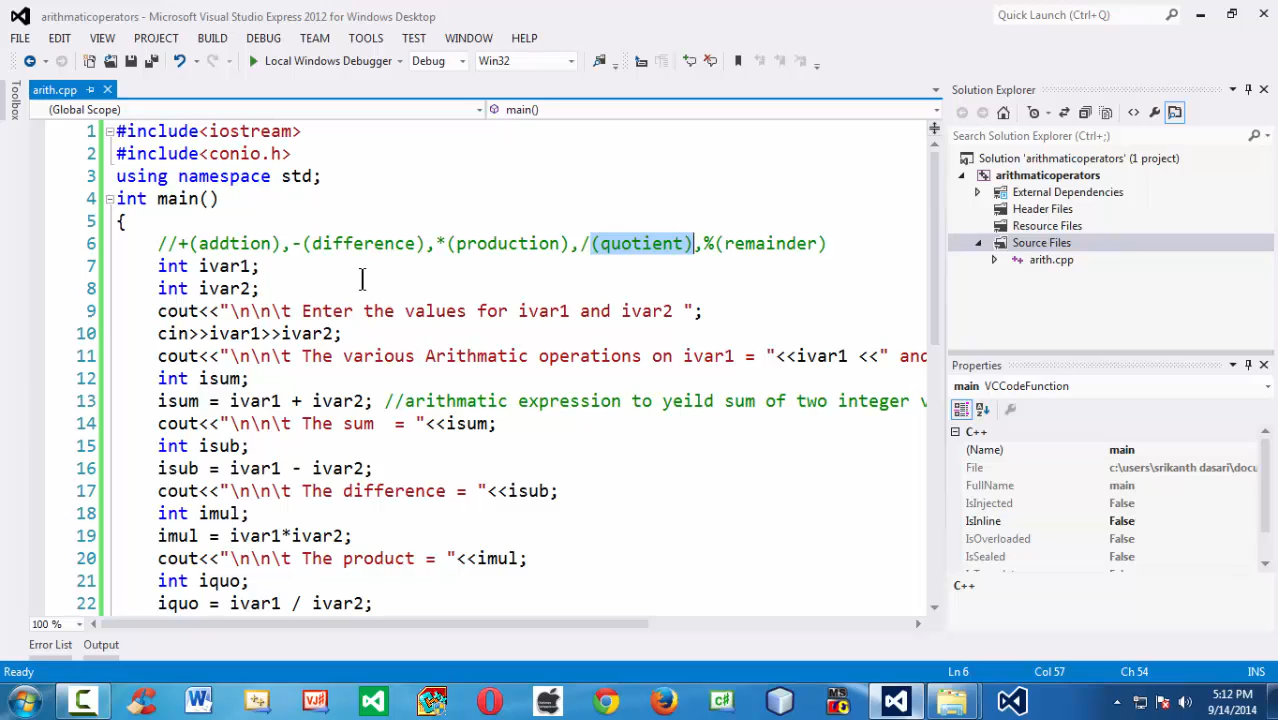 arithmaticoperators - Microsoft Visual Studio Express 2012 for Windows Desktop
Quick Launch (Ctrl+Q)
FILE EDIT VIEW PROJECT BUILD DEBUG TEAM TOOLS TEST WINDOW HELP
Local Windows Debugger Debug Win32
Toolbox
arith.cpp
(Global Scope) main()
1 #include<iostream>
2 #include<conio.h>
3 using namespace std;
4 int main()
5 {
6 //+(addtion),-(difference),*(production),/(quotient),%(remainder)
7 int ivar1;
8 int ivar2;
9 cout<<"\n\n\t Enter the values for ivar1 and ivar2 ";
10 cin>>ivar1>>ivar2;
11 cout<<"\n\n\t The various Arithmatic operations on ivar1 = "<<ivar1 <<" and
12 int isum;
13 isum = ivar1 + ivar2; //arithmatic expression to yeild sum of two integer v
14 cout<<"\n\n\t The sum  = "<<isum;
15 int isub;
16 isub = ivar1 - ivar2;
17 cout<<"\n\n\t The difference = "<<isub;
18 int imul;
19 imul = ivar1*ivar2;
20 cout<<"\n\n\t The product = "<<imul;
21 int iquo;
22 iquo = ivar1 / ivar2;
100 %
Error List Output
Solution Explorer
Search Solution Explorer (Ctrl+;)
Solution 'arithmaticoperators' (1 project)
arithmaticoperators
External Dependencies
Header Files
Resource Files
Source Files
arith.cpp
Properties
main VCCodeFunction
C++
(Name) main
File c:\users\srikanth dasari\docu
FullName main
IsInjected False
IsInline False
IsOverloaded False
IsSealed False
C++
Ready Ln 6 Col 57 Ch 54 INS
5:12 PM
9/14/2014